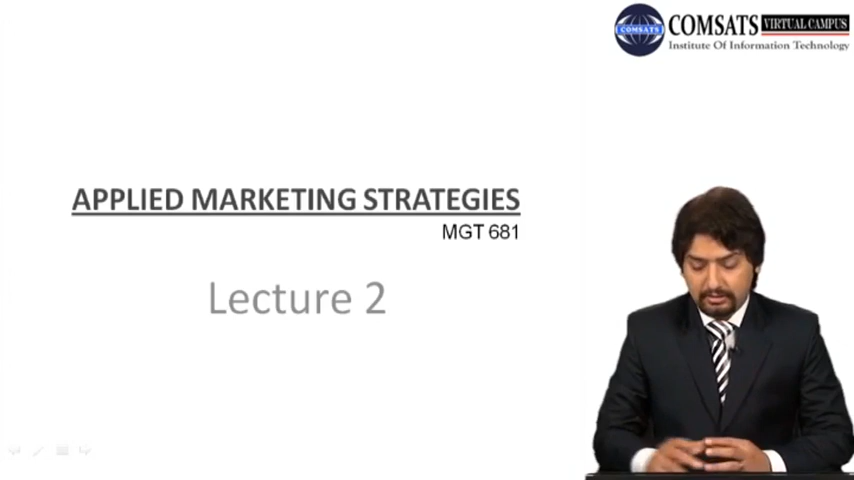 COMSATS VIRTUAL CAMPUS
Institute Of Information Technology
COMSATS
APPLIED MARKETING STRATEGIES
MGT 681
Lecture 2